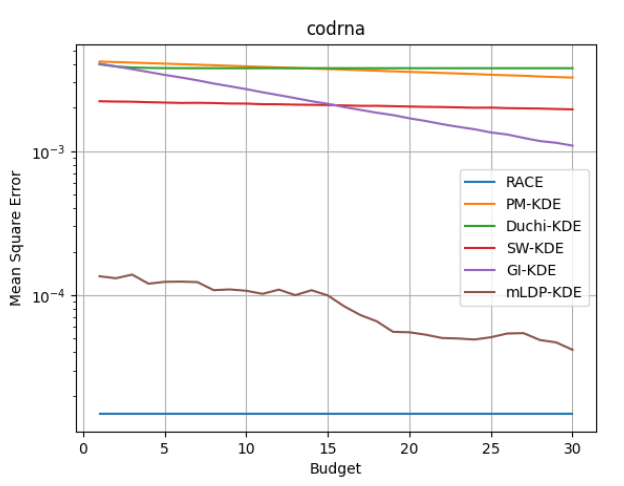 codrna
Mean Square Error
10⁻³
10⁻⁴
RACE
PM-KDE
Duchi-KDE
SW-KDE
GI-KDE
mLDP-KDE
0 5 10 15 20 25 30
Budget